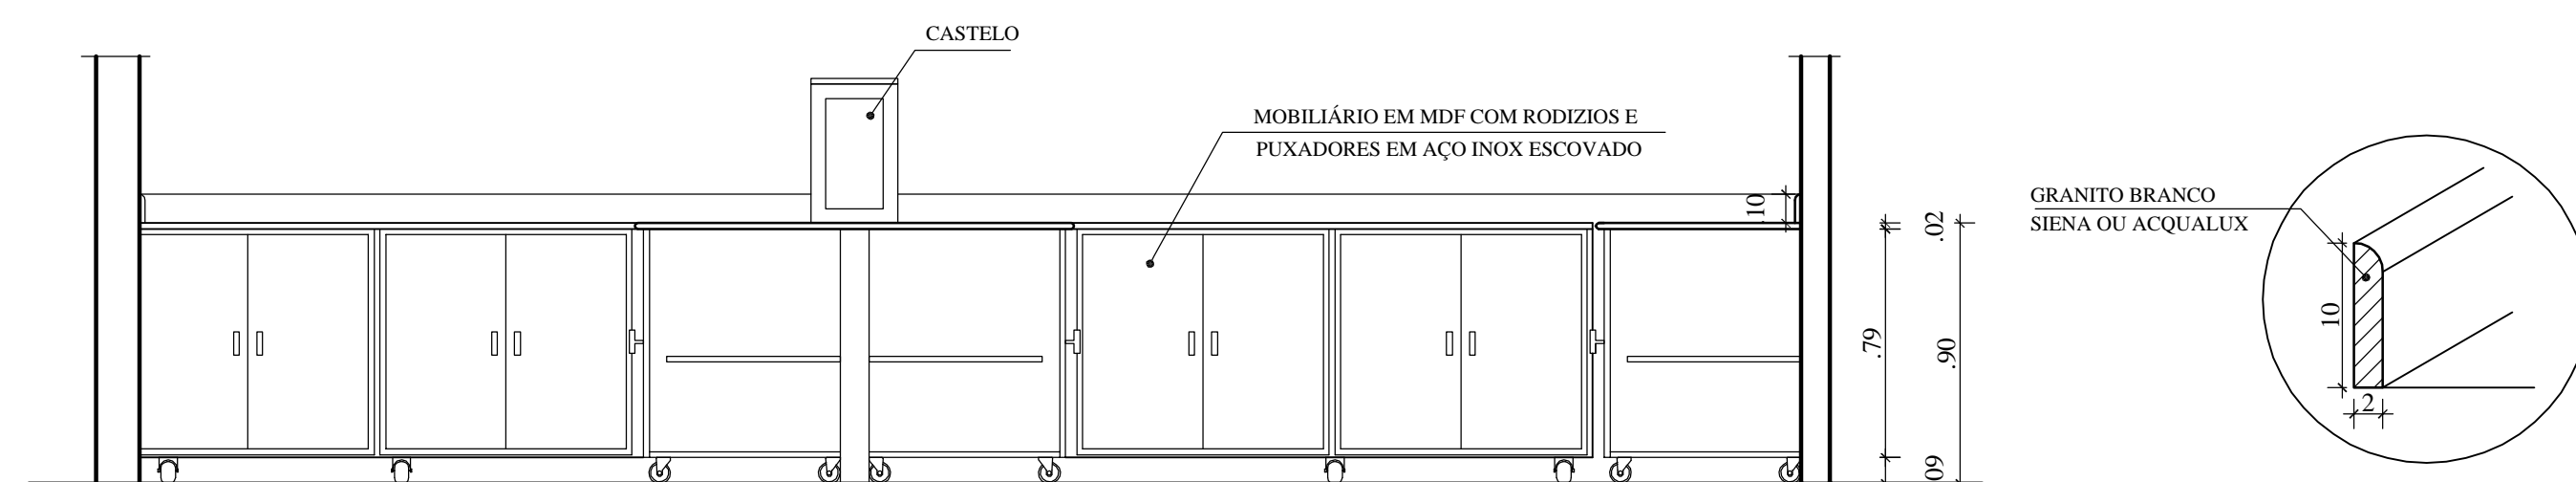 CASTELO
MOBILIÁRIO EM MDF COM RODIZIOS E
PUXADORES EM AÇO INOX ESCOVADO
.10
.02
.79
.90
09
GRANITO BRANCO
SIENA OU ACQUALUX
10
2